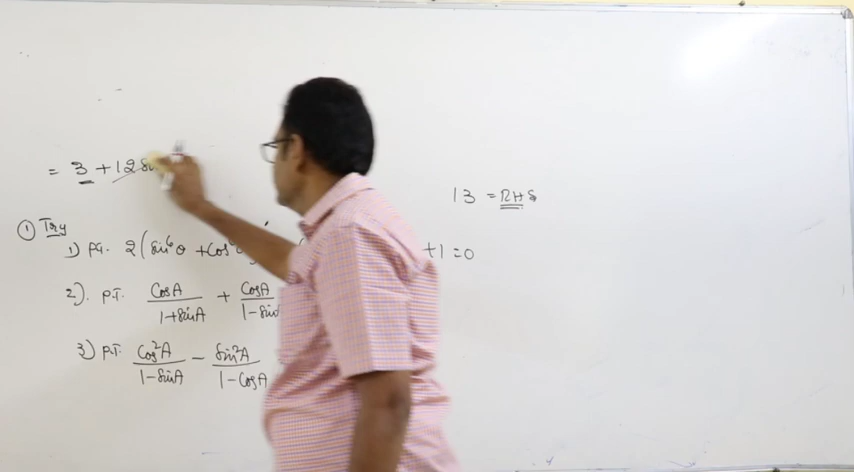 = 3 + 12
13 = RHS
① Try
1) P.T. 2(sin⁶θ + cos +1 = 0
2). P.T. CosA/1+sinA + CosA/1-sin
3) P.T. Cos²A/1-sinA - sin²A/1-CosA